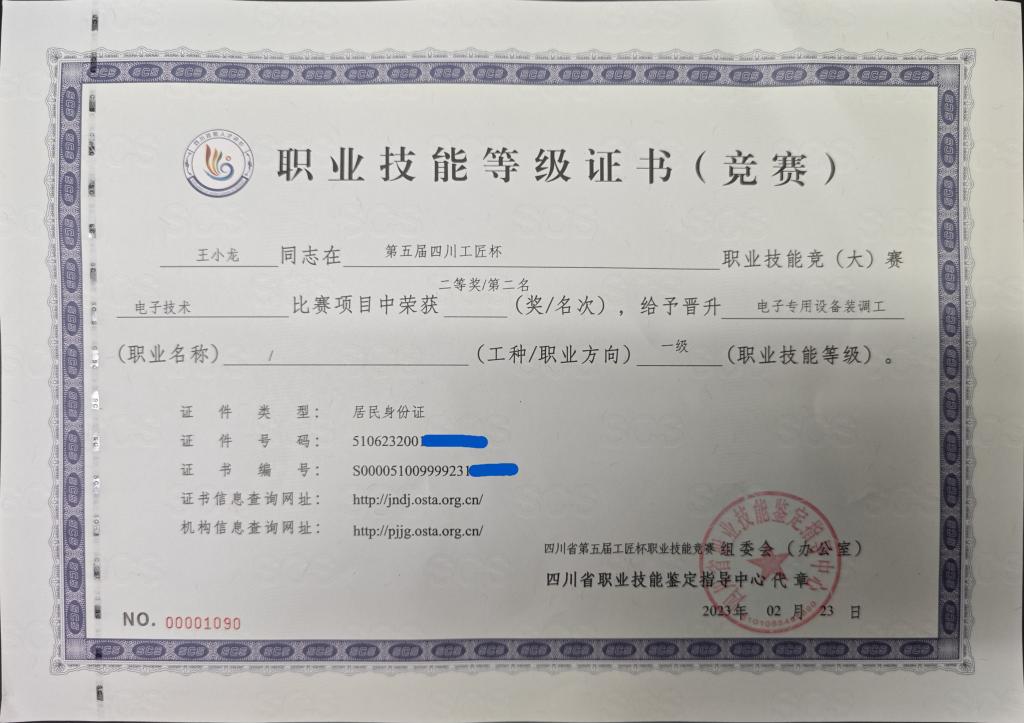 职业技能等级证书（竞赛）
王小龙 同志在 第五届四川工匠杯 职业技能竞（大）赛
电子技术 比赛项目中荣获 二等奖/第二名 （奖/名次），给予晋升 电子专用设备装调工
（职业名称） / （工种/职业方向） 一级 （职业技能等级）。
证件类型： 居民身份证
证件号码： 510623200
证书编号： S000051009999231
证书信息查询网址： http://jndj.osta.org.cn/
机构信息查询网址： http://pjjg.osta.org.cn/
四川省第五届工匠杯职业技能竞赛 组委会（办公室）
四川省职业技能鉴定指导中心代章
2023年 02 月 23 日
NO. 00001090